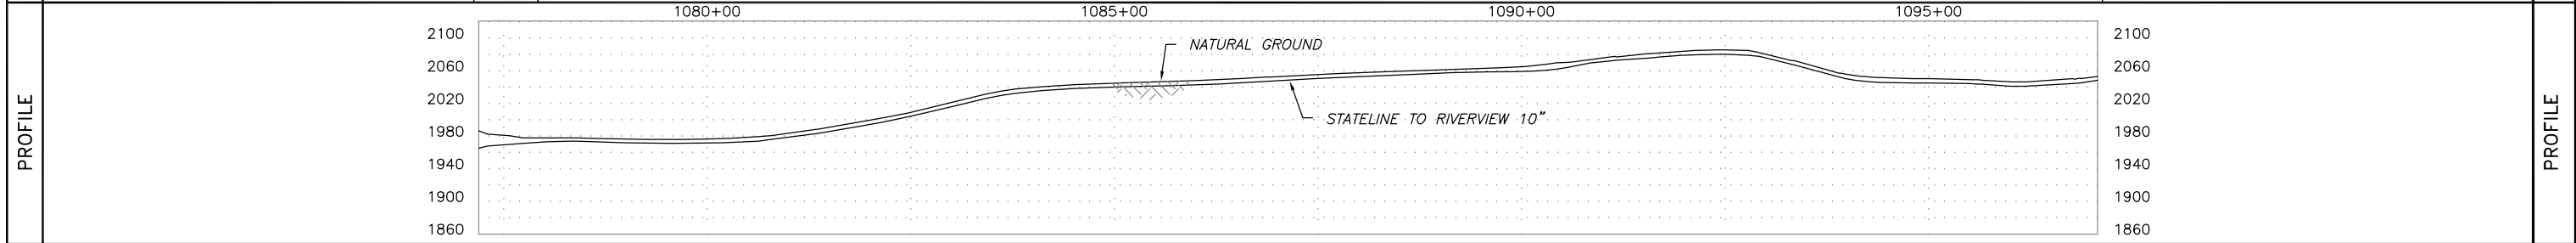 1080+00 1085+00 1090+00 1095+00
2100 2100
NATURAL GROUND
2060 2060
2020 2020
STATELINE TO RIVERVIEW 10"
1980 1980
PROFILE PROFILE
1940 1940
1900 1900
1860 1860